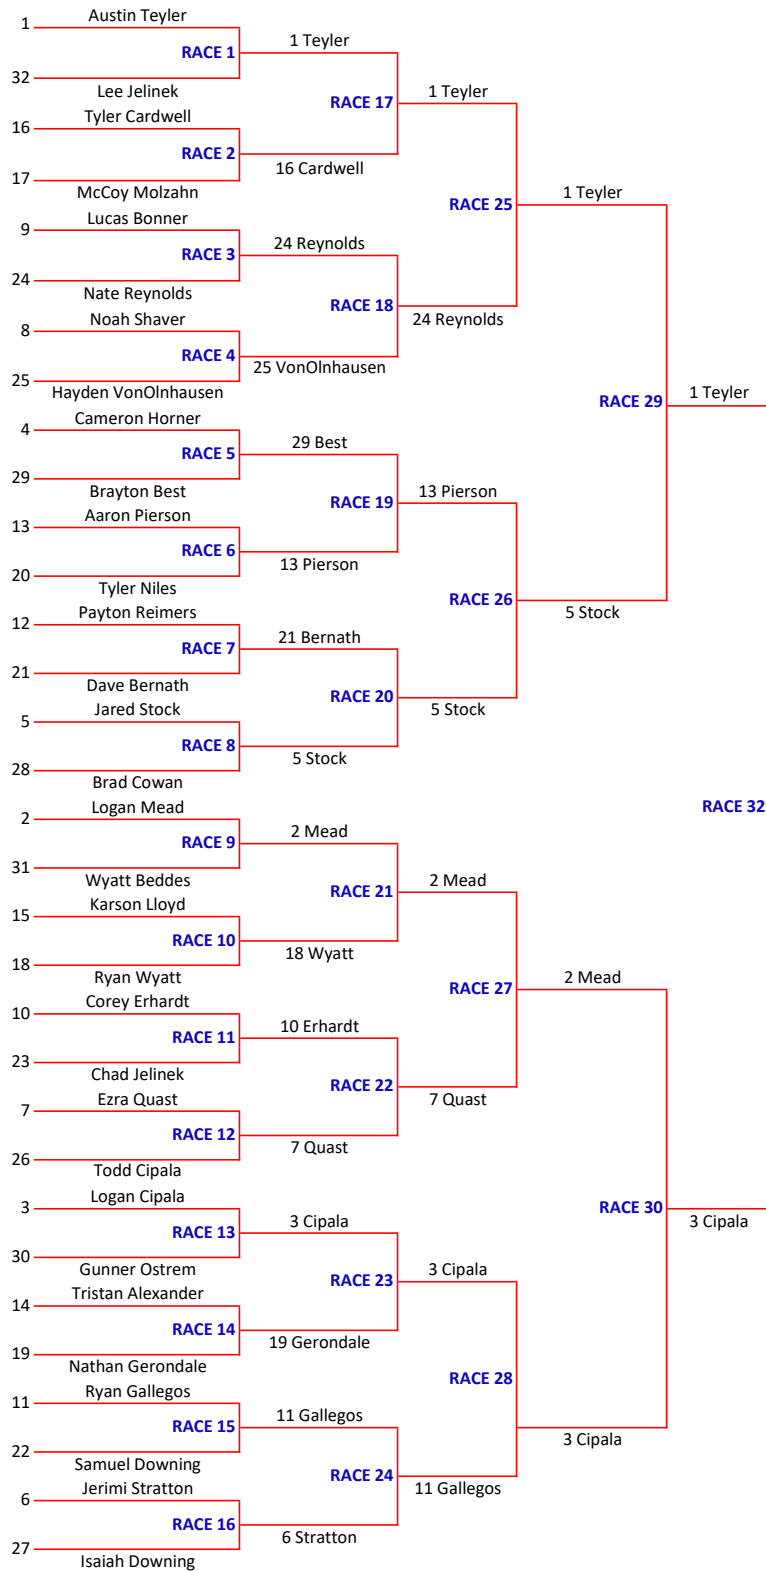 1 Austin Teyler
RACE 1
1 Teyler
32
Lee Jelinek
RACE 17
1 Teyler
16 Tyler Cardwell
RACE 2
16 Cardwell
17
McCoy Molzahn
RACE 25
1 Teyler
9 Lucas Bonner
RACE 3
24 Reynolds
24
Nate Reynolds
RACE 18
24 Reynolds
8 Noah Shaver
RACE 4
25 VonOlnhausen
25
Hayden VonOlnhausen
RACE 29
1 Teyler
4 Cameron Horner
RACE 5
29 Best
29
Brayton Best
RACE 19
13 Pierson
13 Aaron Pierson
RACE 6
13 Pierson
20
Tyler Niles
RACE 26
5 Stock
12 Payton Reimers
RACE 7
21 Bernath
21
Dave Bernath
RACE 20
5 Stock
5 Jared Stock
RACE 8
5 Stock
28
Brad Cowan
RACE 32
2 Logan Mead
RACE 9
2 Mead
31
Wyatt Beddes
RACE 21
2 Mead
15 Karson Lloyd
RACE 10
18 Wyatt
18
Ryan Wyatt
RACE 27
2 Mead
10 Corey Erhardt
RACE 11
10 Erhardt
23
Chad Jelinek
RACE 22
7 Quast
7 Ezra Quast
RACE 12
7 Quast
26
Todd Cipala
RACE 30
3 Cipala
3 Logan Cipala
RACE 13
3 Cipala
30
Gunner Ostrem
RACE 23
3 Cipala
14 Tristan Alexander
RACE 14
19 Gerondale
19
Nathan Gerondale
RACE 28
3 Cipala
11 Ryan Gallegos
RACE 15
11 Gallegos
22
Samuel Downing
RACE 24
11 Gallegos
6 Jerimi Stratton
RACE 16
6 Stratton
27
Isaiah Downing